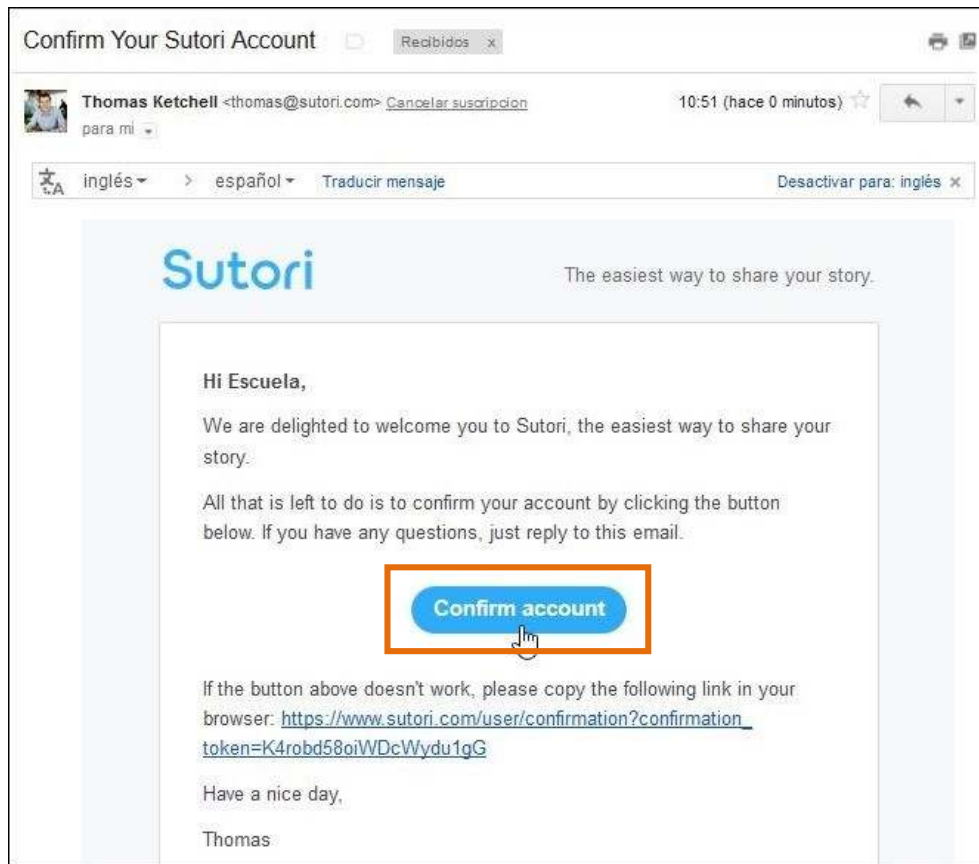 Confirm Your Sutori Account Recibidos x
Thomas Ketchell <thomas@sutori.com> Cancelar suscripcion 10:51 (hace 0 minutos)
para mi
inglés > español Traducir mensaje Desactivar para: inglés x
Sutori The easiest way to share your story.
Hi Escuela,
We are delighted to welcome you to Sutori, the easiest way to share your
story.
All that is left to do is to confirm your account by clicking the button
below. If you have any questions, just reply to this email.
Confirm account
If the button above doesn't work, please copy the following link in your
browser: https://www.sutori.com/user/confirmation?confirmation_
token=K4robd58oiWDcWydu1gG
Have a nice day,
Thomas